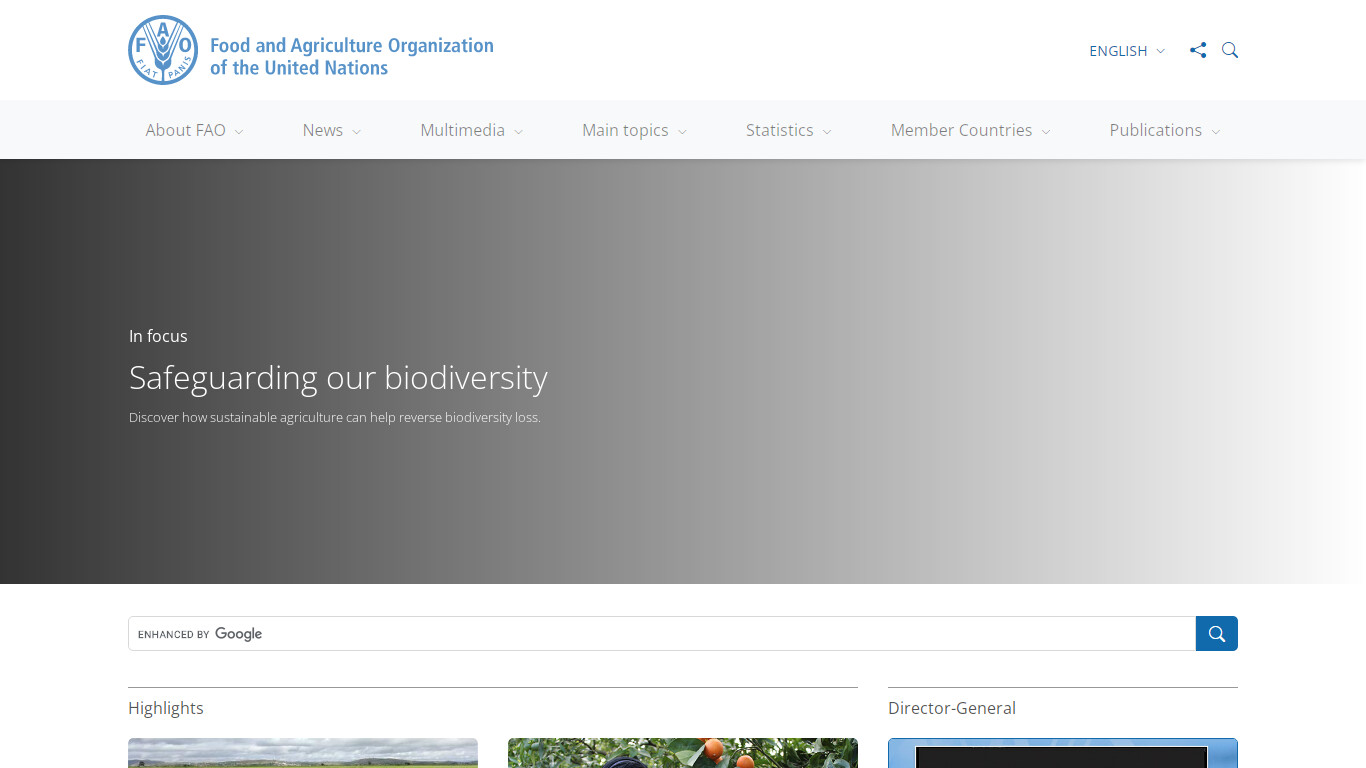 FAO
FIAT PANIS
Food and Agriculture Organization
of the United Nations
ENGLISH
About FAO
News
Multimedia
Main topics
Statistics
Member Countries
Publications
In focus
Safeguarding our biodiversity
Discover how sustainable agriculture can help reverse biodiversity loss.
ENHANCED BY Google
Highlights
Director-General